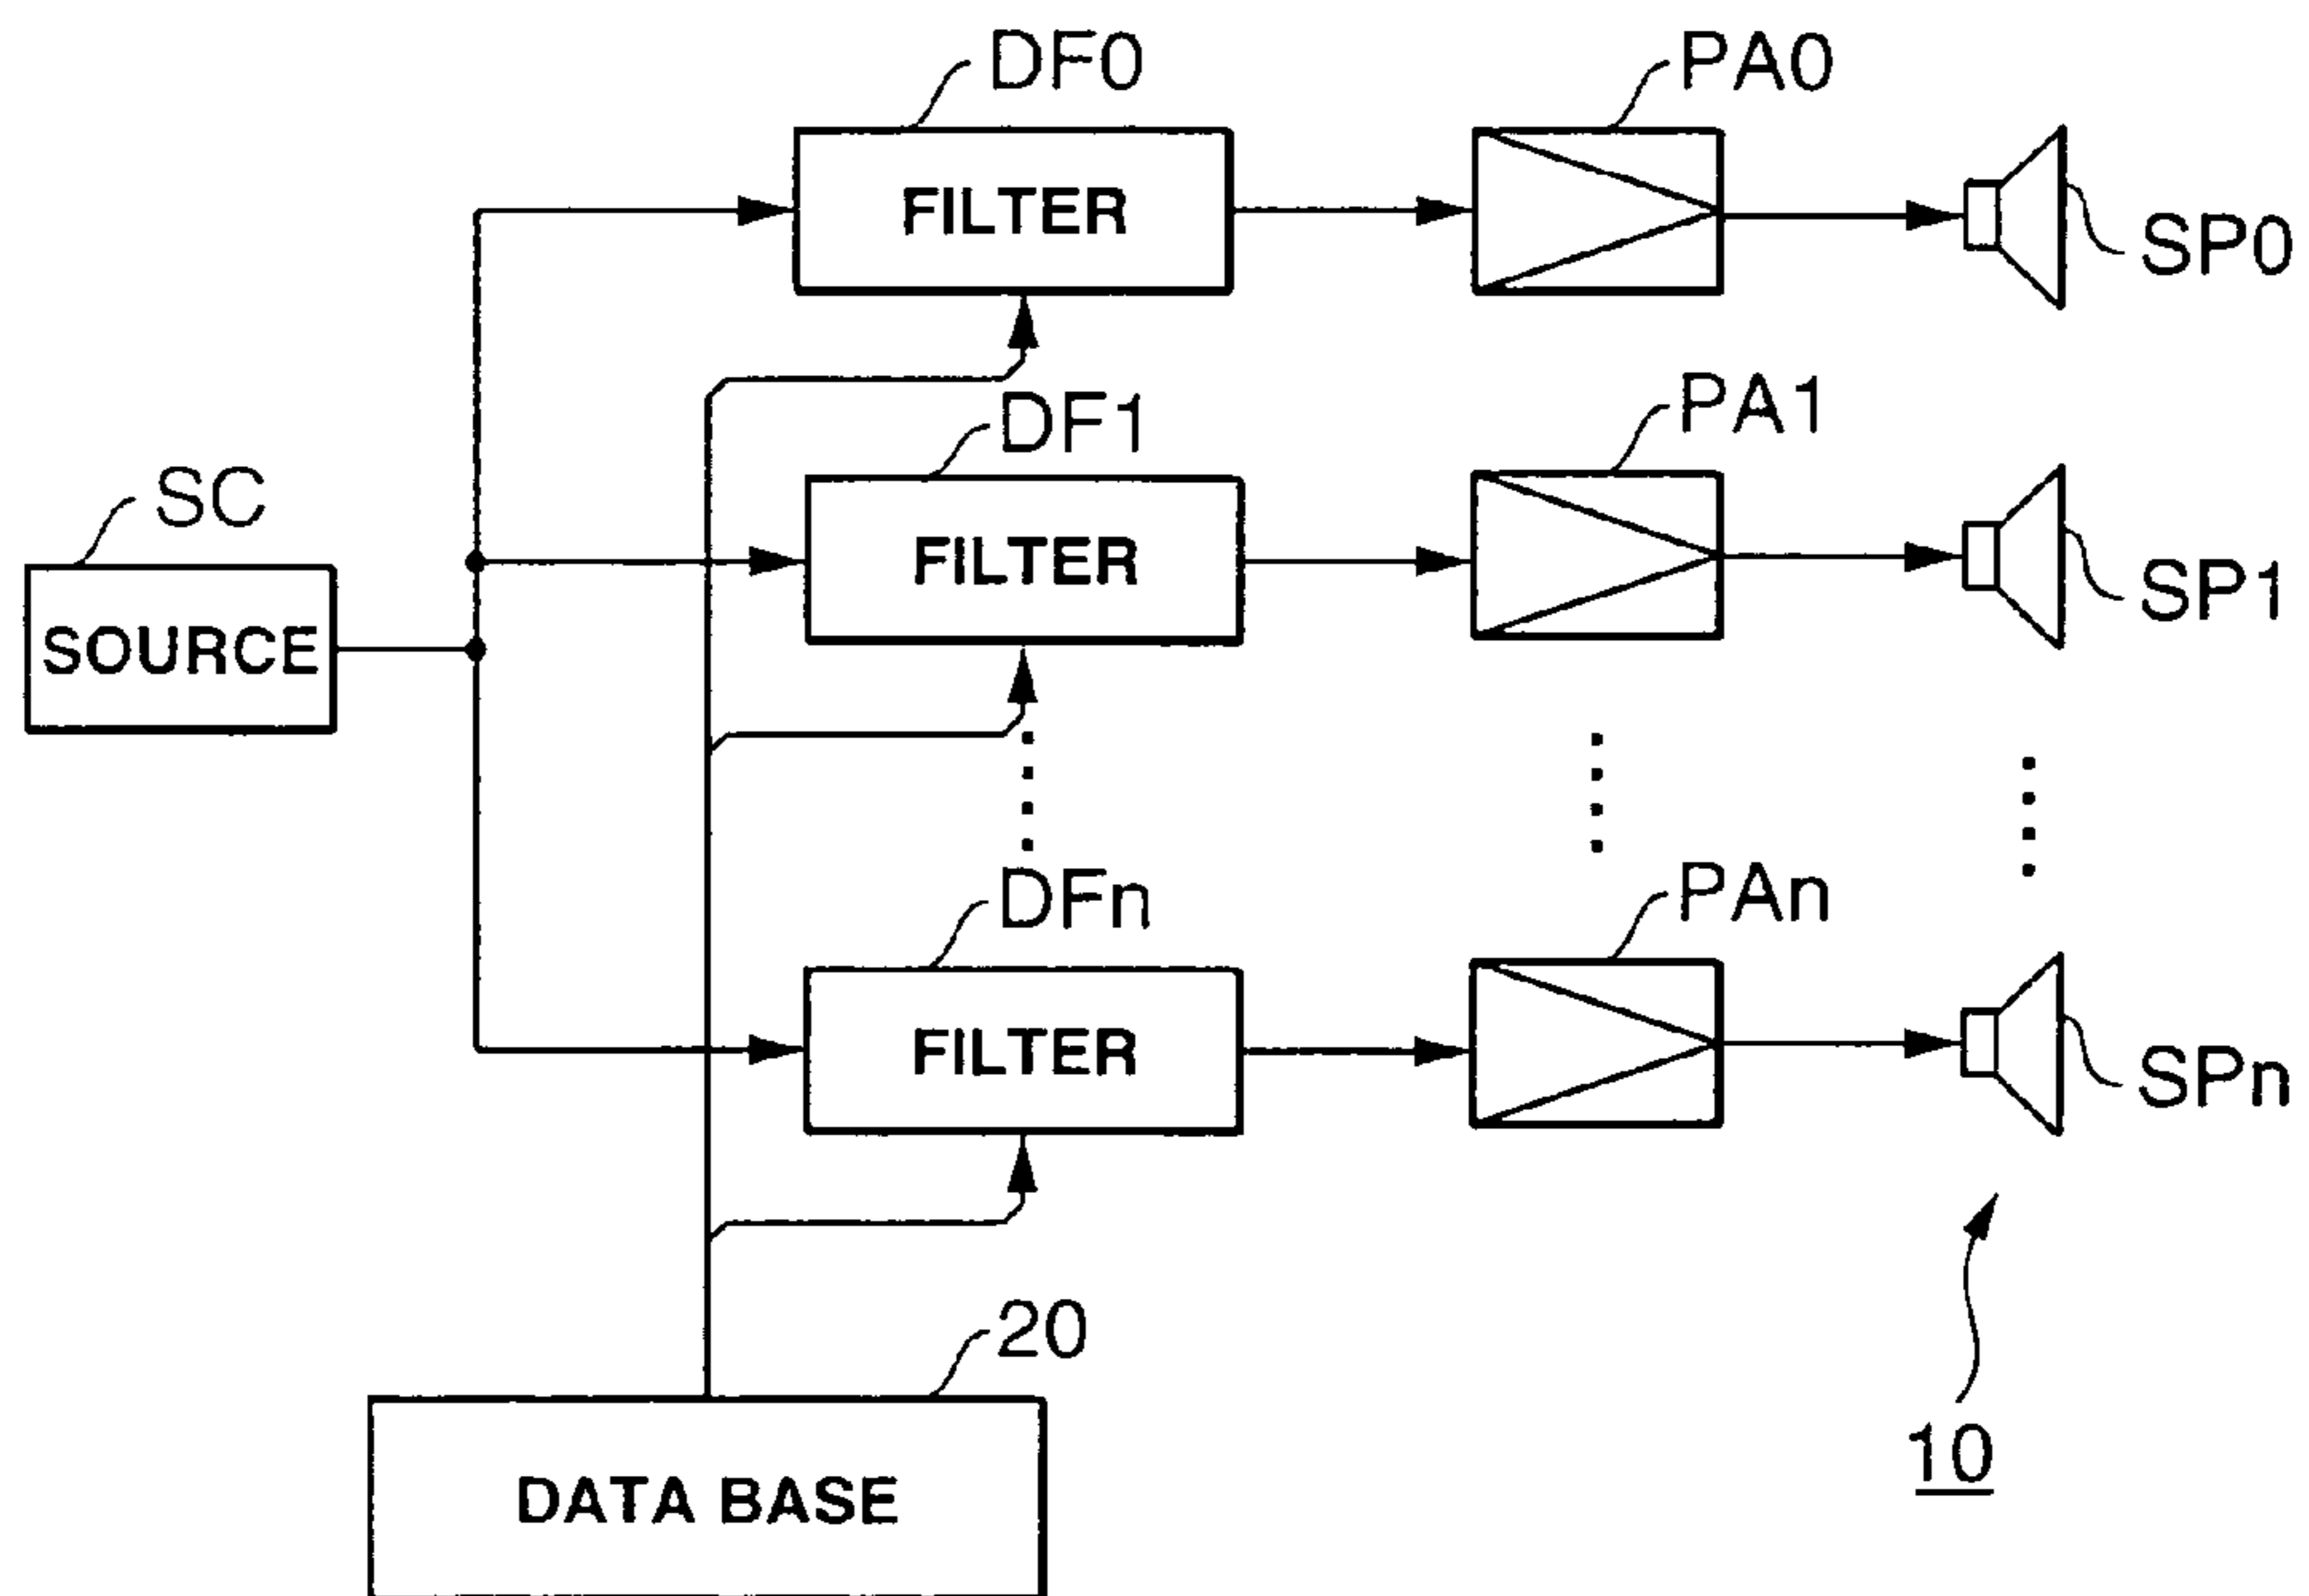 DF0
PA0
FILTER
SP0
DF1
PA1
SC
FILTER
SP1
SOURCE
DFn
PAn
FILTER
SPn
20
10
DATA BASE